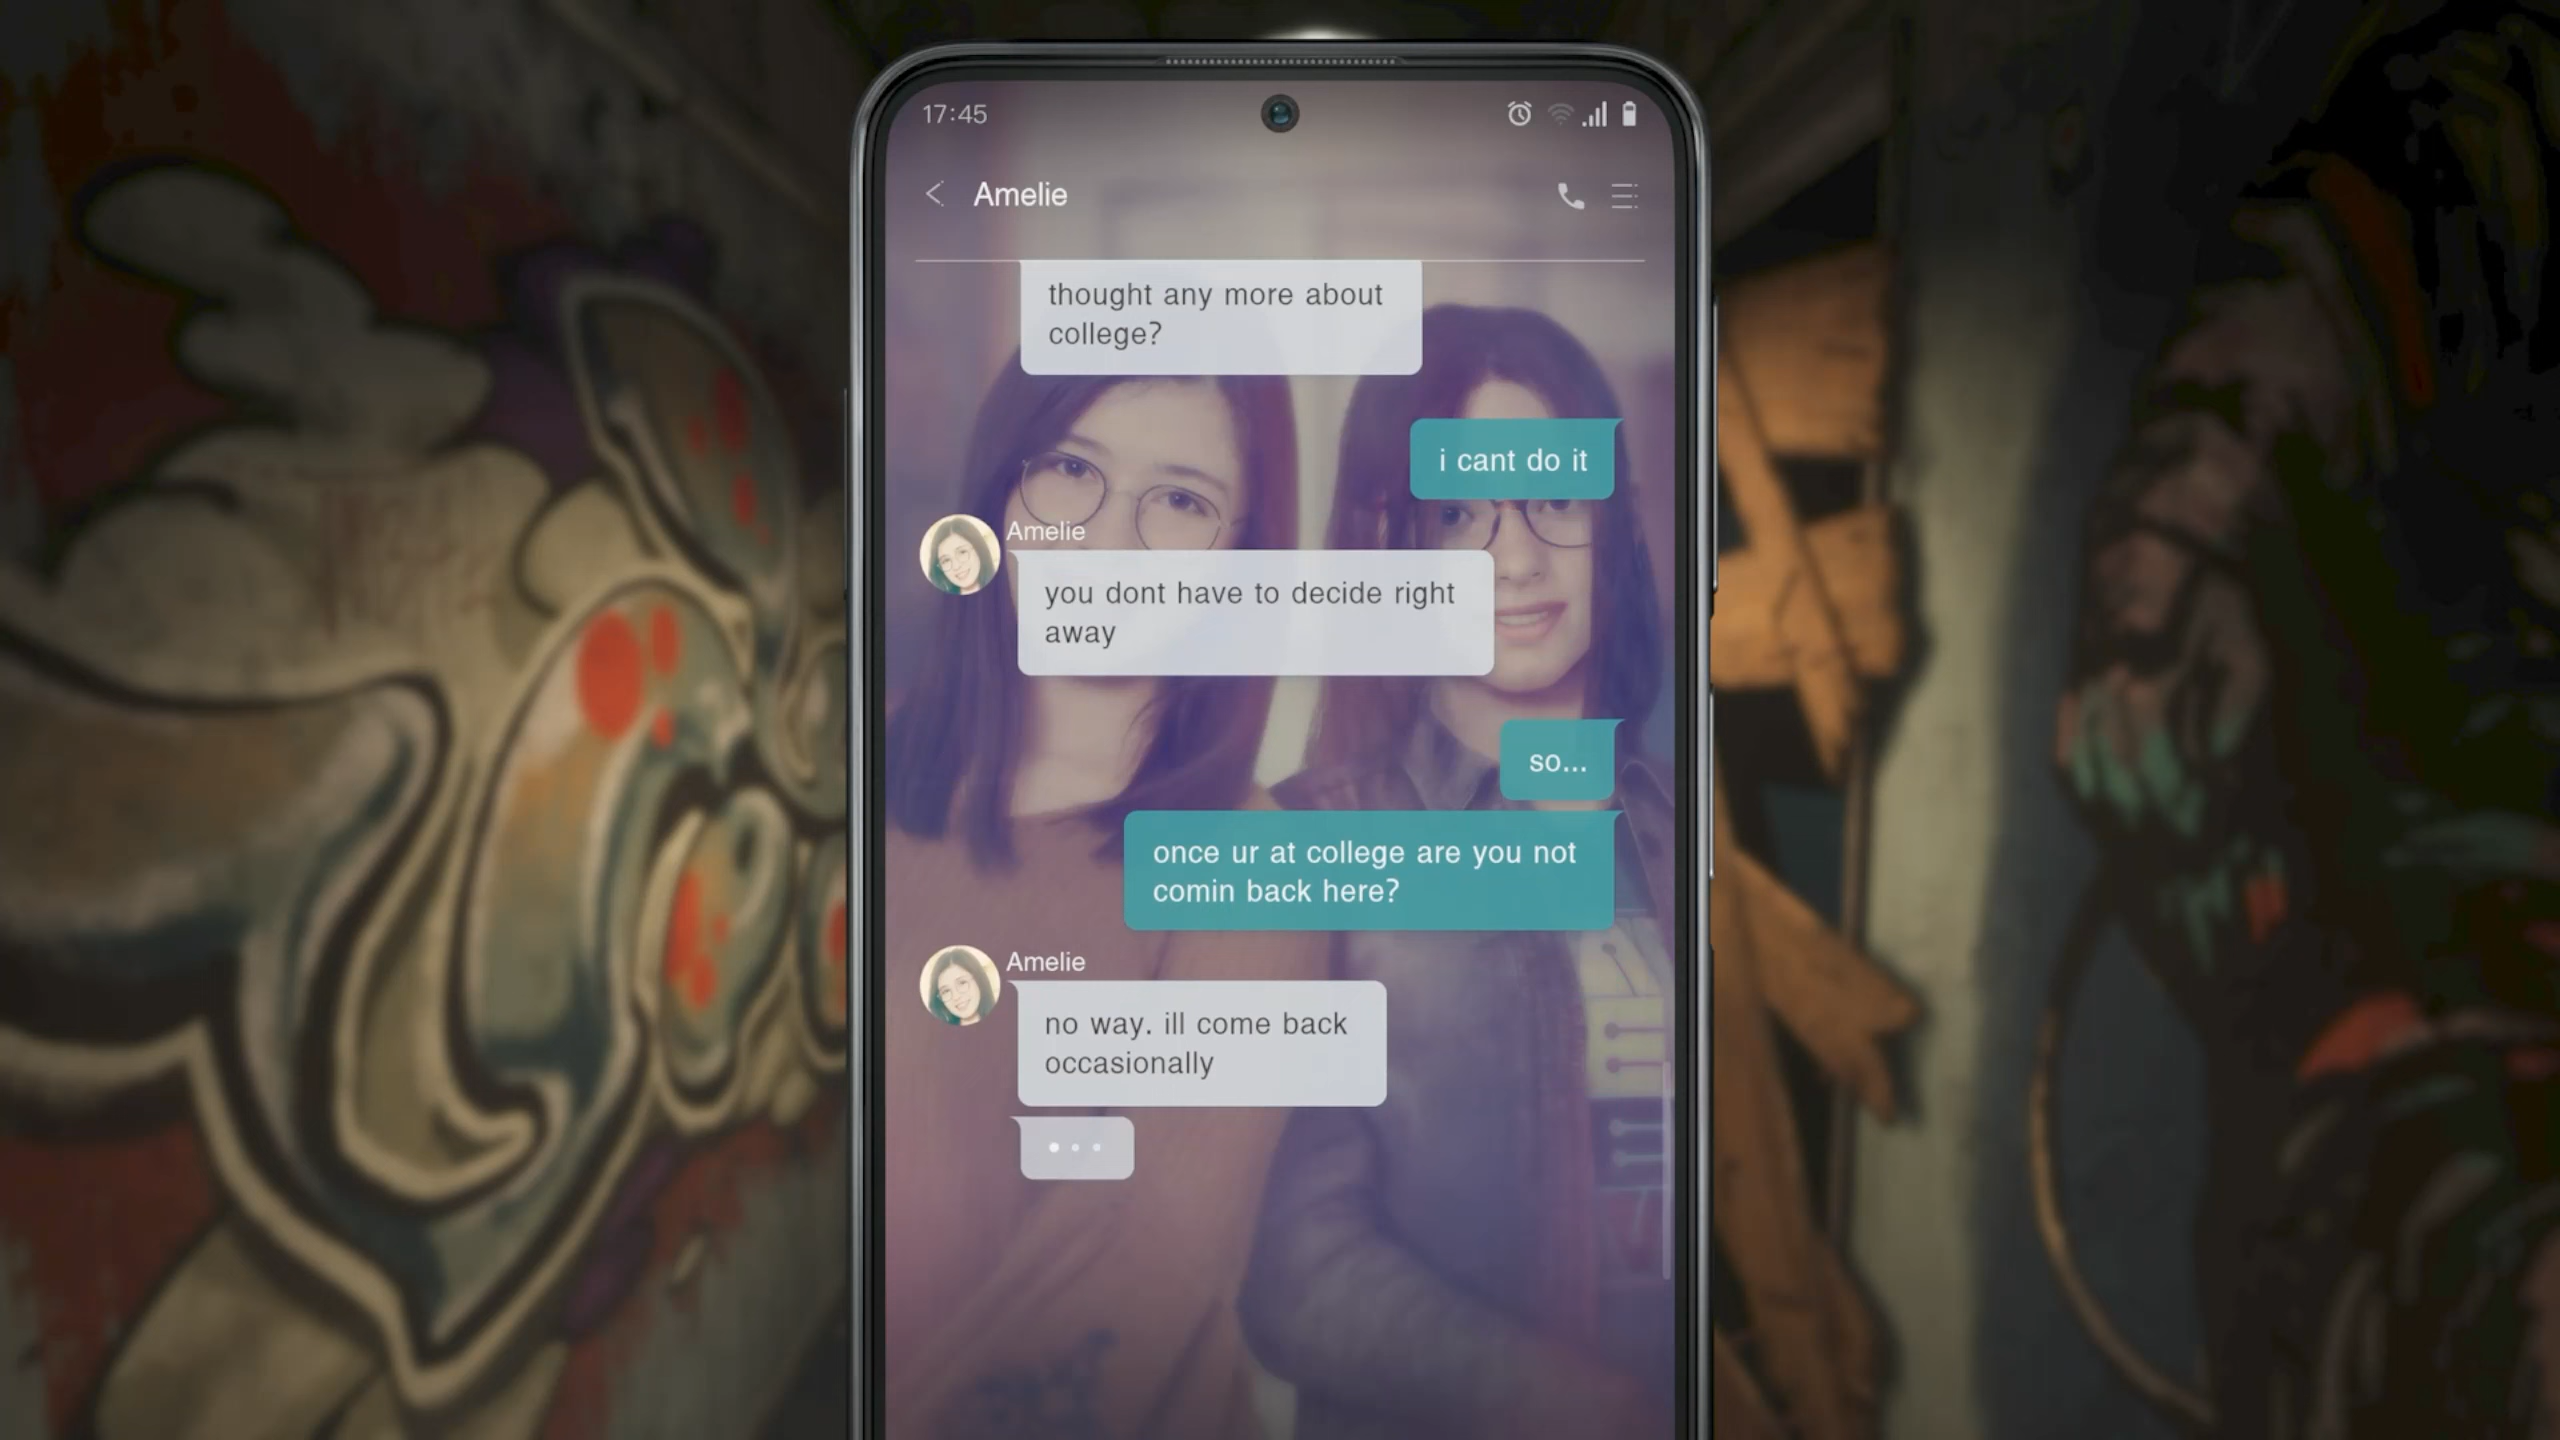 17:45
Amelie
thought any more about
college?
i cant do it
Amelie
you dont have to decide right
away
so...
once ur at college are you not
comin back here?
Amelie
no way. ill come back
occasionally